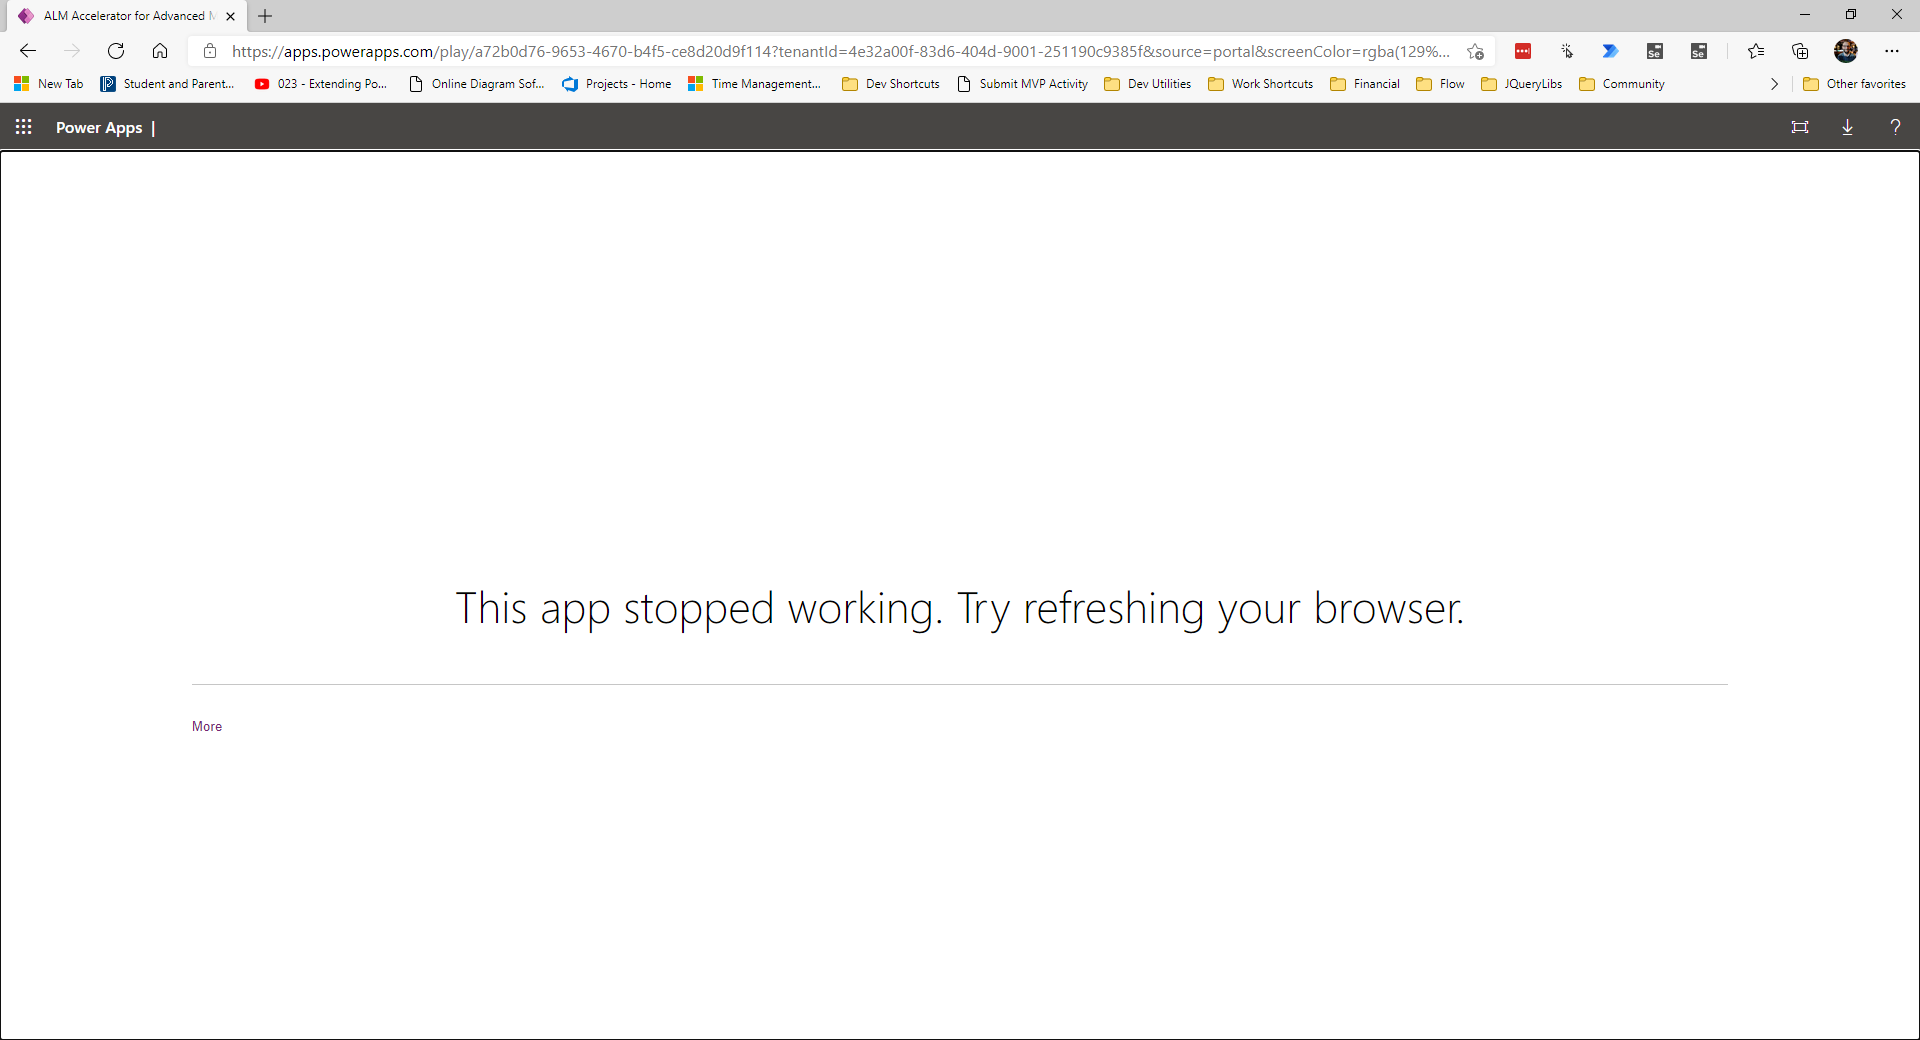 ALM Accelerator for Advanced M
https://apps.powerapps.com/play/a72b0d76-9653-4670-b4f5-ce8d20d9f114?tenantId=4e32a00f-83d6-404d-9001-251190c9385f&source=portal&screenColor=rgba(129%...
Se
Se
New Tab
Student and Parent...
023 - Extending Po...
Online Diagram Sof...
Projects - Home
Time Management...
Dev Shortcuts
Submit MVP Activity
Dev Utilities
Work Shortcuts
Financial
Flow
JQueryLibs
Community
Other favorites
Power Apps |
This app stopped working. Try refreshing your browser.
More